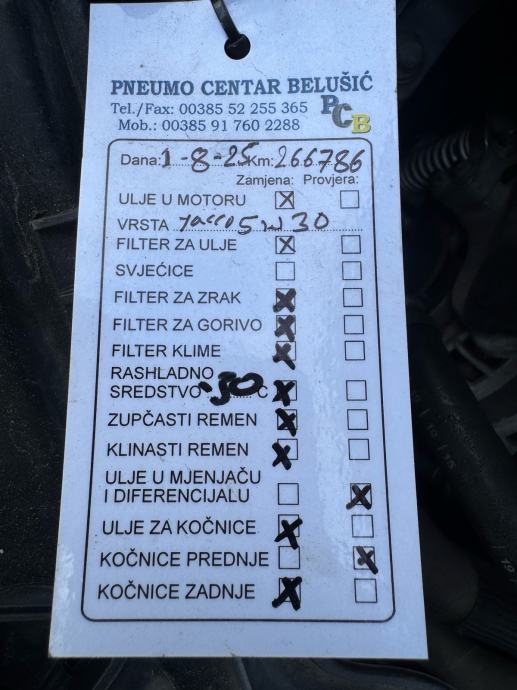 PNEUMO CENTAR BELUŠIĆ
Tel./Fax: 00385 52 255 365
Mob.: 00385 91 760 2288
PCB
Dana: 1-8-25 Km: 266786
Zamjena: Provjera:
ULJE U MOTORU
VRSTA 5w30
FILTER ZA ULJE
SVJEĆICE
FILTER ZA ZRAK
FILTER ZA GORIVO
FILTER KLIME
RASHLADNO
SREDSTVO -30 C
ZUPČASTI REMEN
KLINASTI REMEN
ULJE U MJENJAČU
I DIFERENCIJALU
ULJE ZA KOČNICE
KOČNICE PREDNJE
KOČNICE ZADNJE